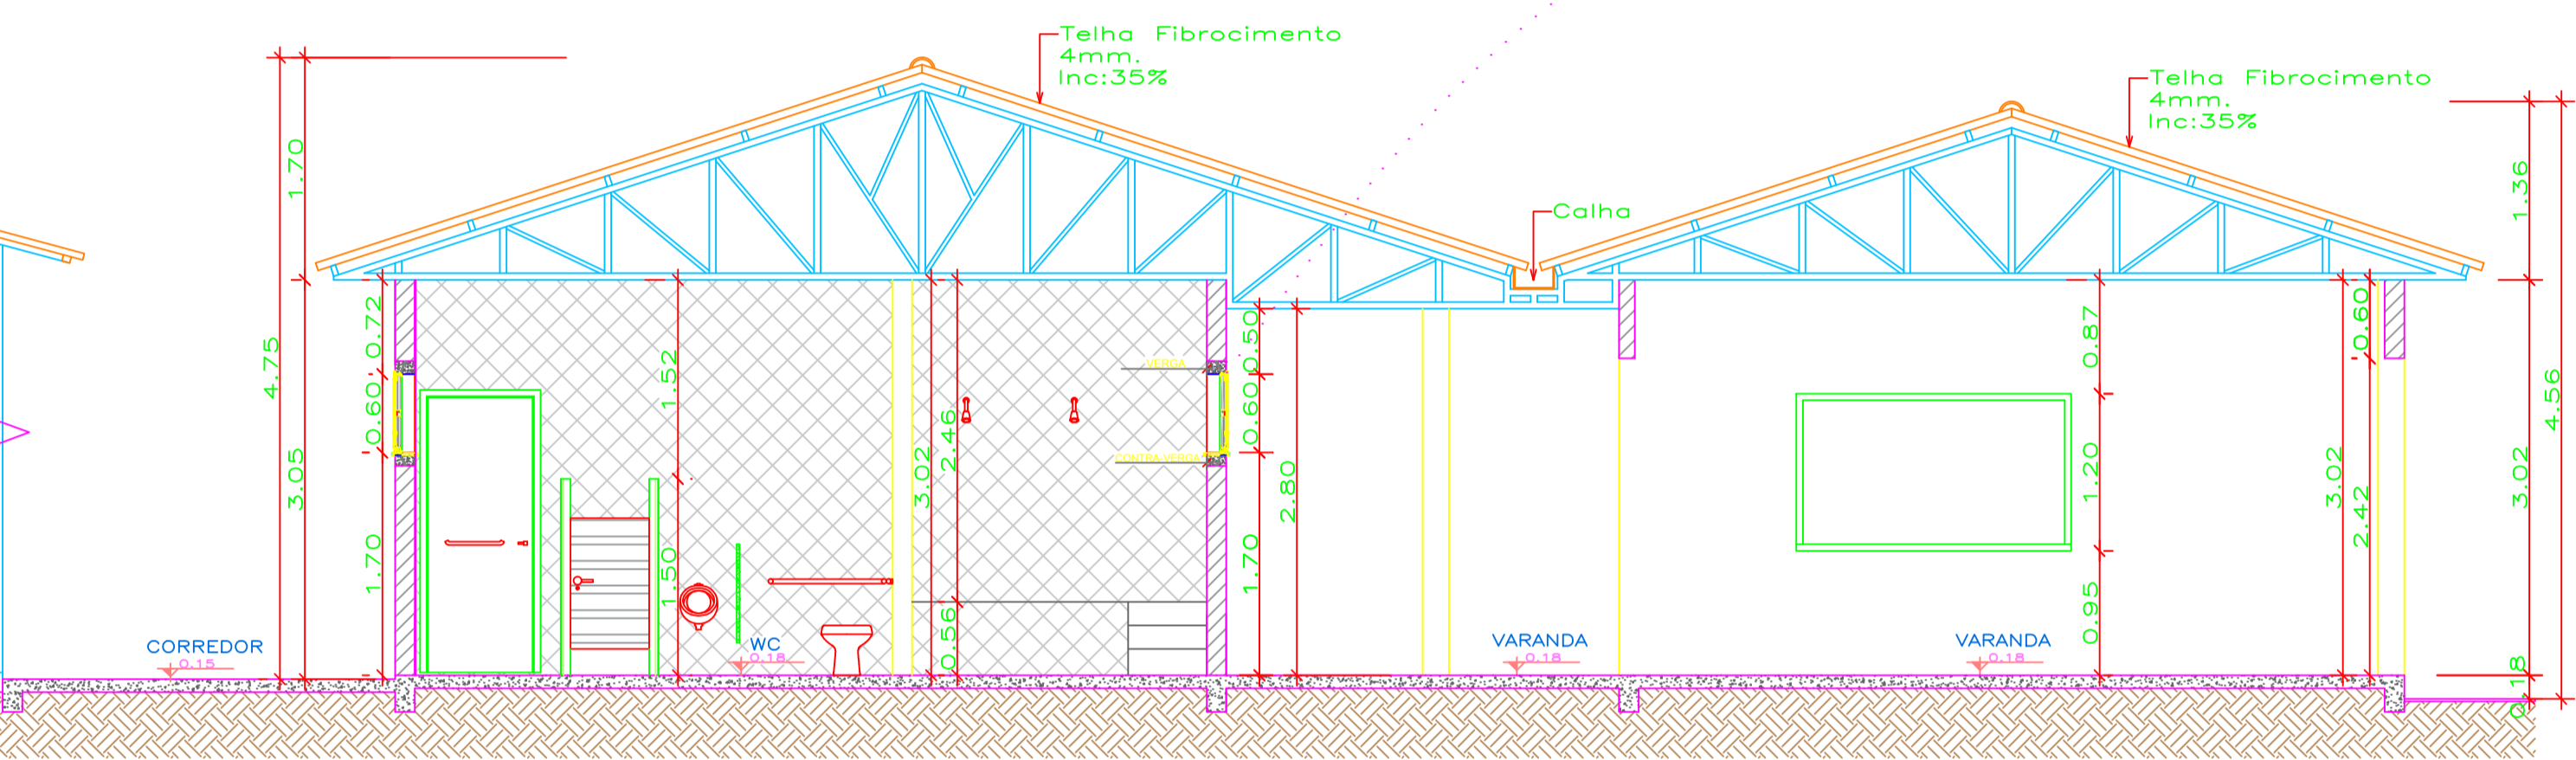 Telha Fibrocimento
4mm.
Inc:35%
Telha Fibrocimento
4mm.
Inc:35%
Calha
1.70
4.75
3.05
0.72
0.60
1.70
1.52
1.50
3.02
2.46
0.56
VERGA
CONTRA-VERGA
0.50
0.60
1.70
2.80
0.87
1.20
0.95
3.02
0.60
2.42
1.36
3.02
4.56
0.18
CORREDOR
0.15
WC
0.18
VARANDA
0.18
VARANDA
0.18